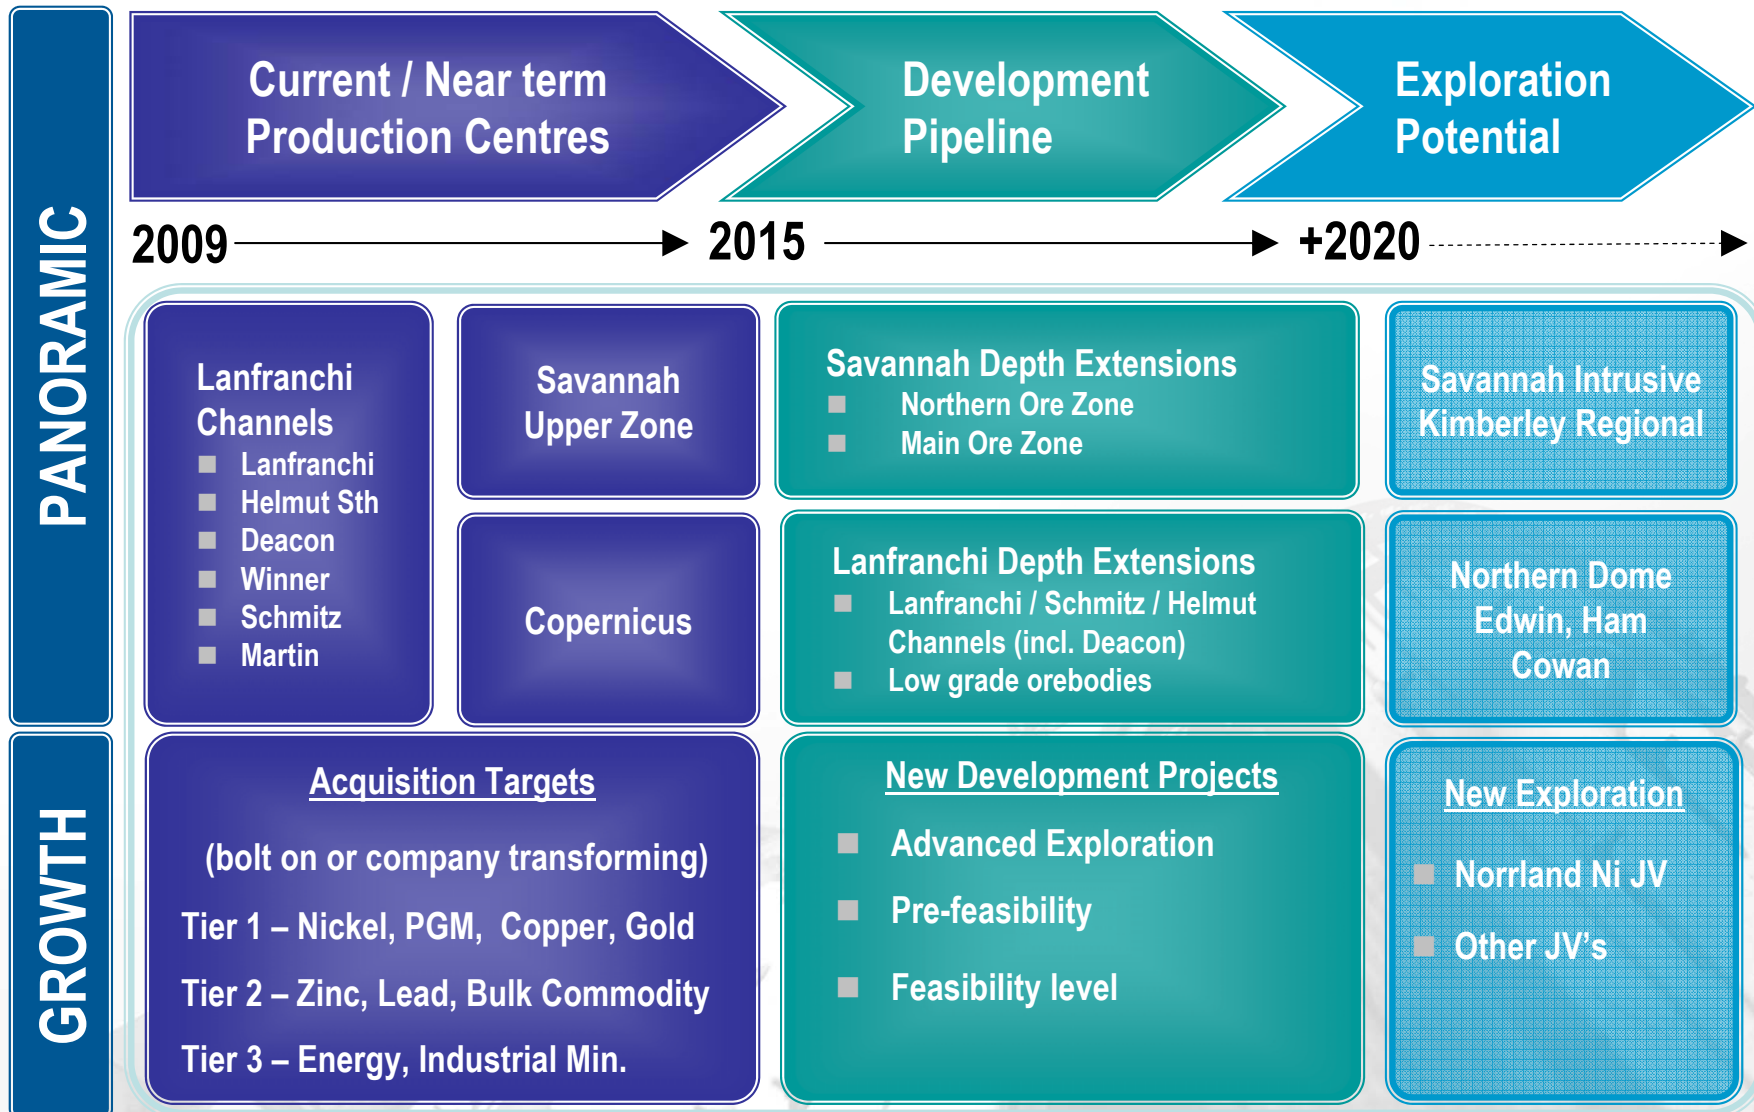 PANORAMIC
Current / Near term
Production Centres
Development
Pipeline
Exploration
Potential
2009
2015
+2020
Lanfranchi
Channels
Lanfranchi
Helmut Sth
Deacon
Winner
Schmitz
Martin
Savannah
Upper Zone
Copernicus
Savannah Depth Extensions
Northern Ore Zone
Main Ore Zone
Lanfranchi Depth Extensions
Lanfranchi / Schmitz / Helmut
Channels (incl. Deacon)
Low grade orebodies
Savannah Intrusive
Kimberley Regional
Northern Dome
Edwin, Ham
Cowan
GROWTH
Acquisition Targets
(bolt on or company transforming)
Tier 1 – Nickel, PGM, Copper, Gold
Tier 2 – Zinc, Lead, Bulk Commodity
Tier 3 – Energy, Industrial Min.
New Development Projects
Advanced Exploration
Pre-feasibility
Feasibility level
New Exploration
Norrland Ni JV
Other JV's